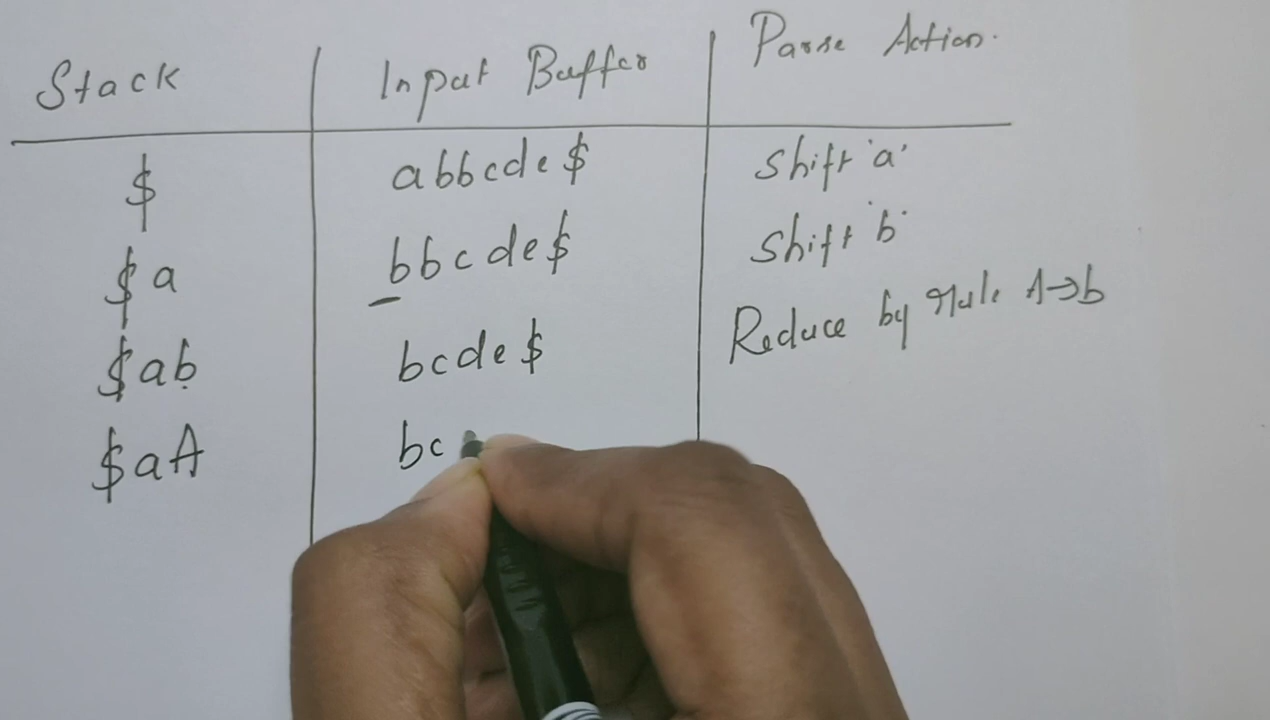 Stack Input Buffer Parse Action.
$ abbcde$ Shift 'a'
$a bbcde$ Shift 'b'
$ab bcde$ Reduce by rule A→b
$aA bc